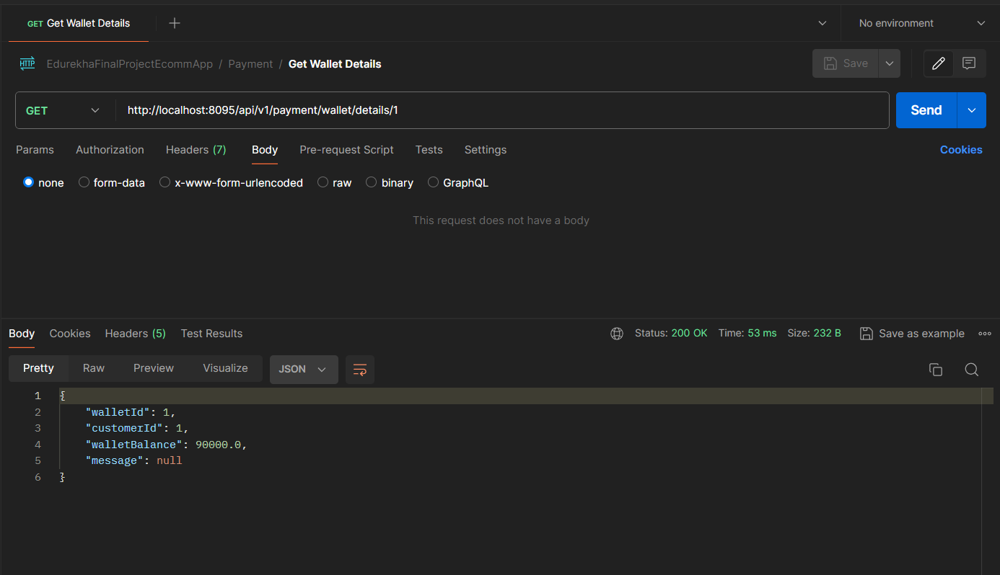 GET Get Wallet Details
No environment
HTTP EdurekhaFinalProjectEcommApp / Payment / Get Wallet Details
Save
GET http://localhost:8095/api/v1/payment/wallet/details/1
Send
Params Authorization Headers (7) Body Pre-request Script Tests Settings Cookies
none form-data x-www-form-urlencoded raw binary GraphQL
This request does not have a body
Body Cookies Headers (5) Test Results Status: 200 OK Time: 53 ms Size: 232 B Save as example
Pretty Raw Preview Visualize JSON
1 {
2 "walletId": 1,
3 "customerId": 1,
4 "walletBalance": 90000.0,
5 "message": null
6 }